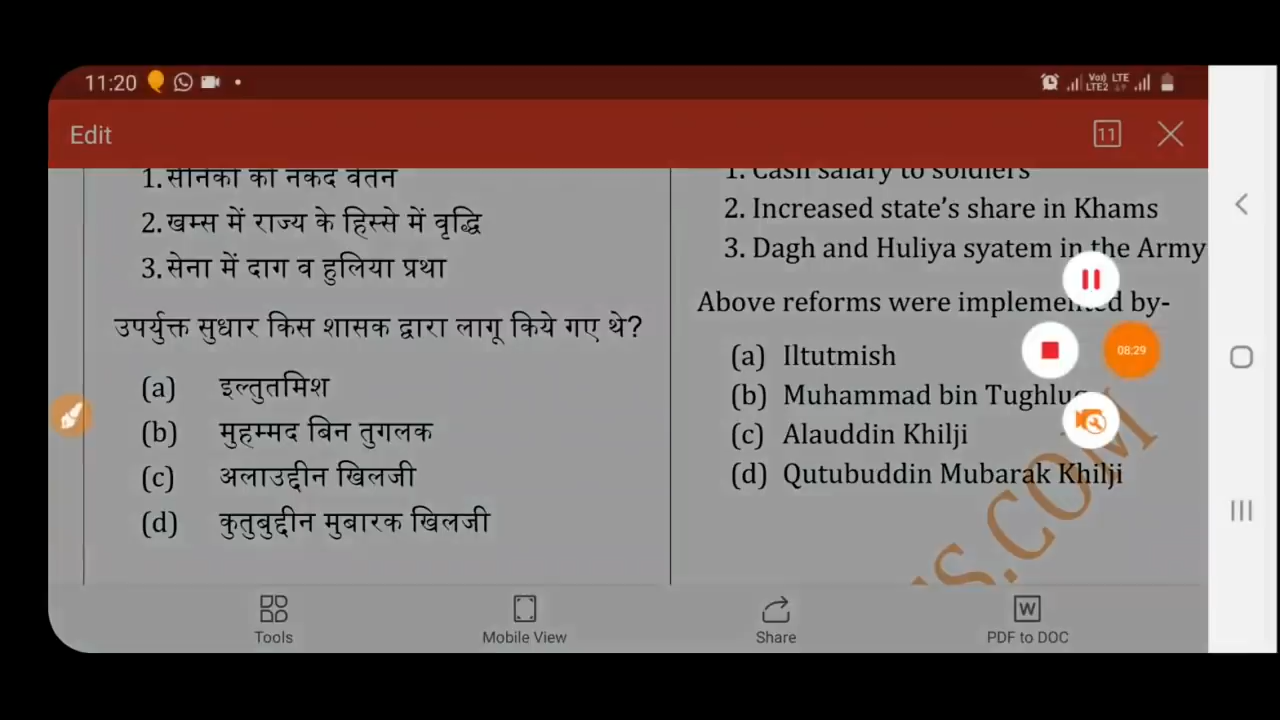 11:20
Voi) LTE
LTE2
Edit
11
1. सैनिकों को नकद वेतन
2. खम्स में राज्य के हिस्से में वृद्धि
3. सेना में दाग व हुलिया प्रथा
उपर्युक्त सुधार किस शासक द्वारा लागू किये गए थे?
(a) इल्तुतमिश
(b) मुहम्मद बिन तुगलक
(c) अलाउद्दीन खिलजी
(d) कुतुबुद्दीन मुबारक खिलजी
1. Cash salary to soldiers
2. Increased state's share in Khams
3. Dagh and Huliya syatem in the Army
Above reforms were implemented by-
(a) Iltutmish
(b) Muhammad bin Tughluq
(c) Alauddin Khilji
(d) Qutubuddin Mubarak Khilji
08:29
S.COM
Tools
Mobile View
Share
W
PDF to DOC